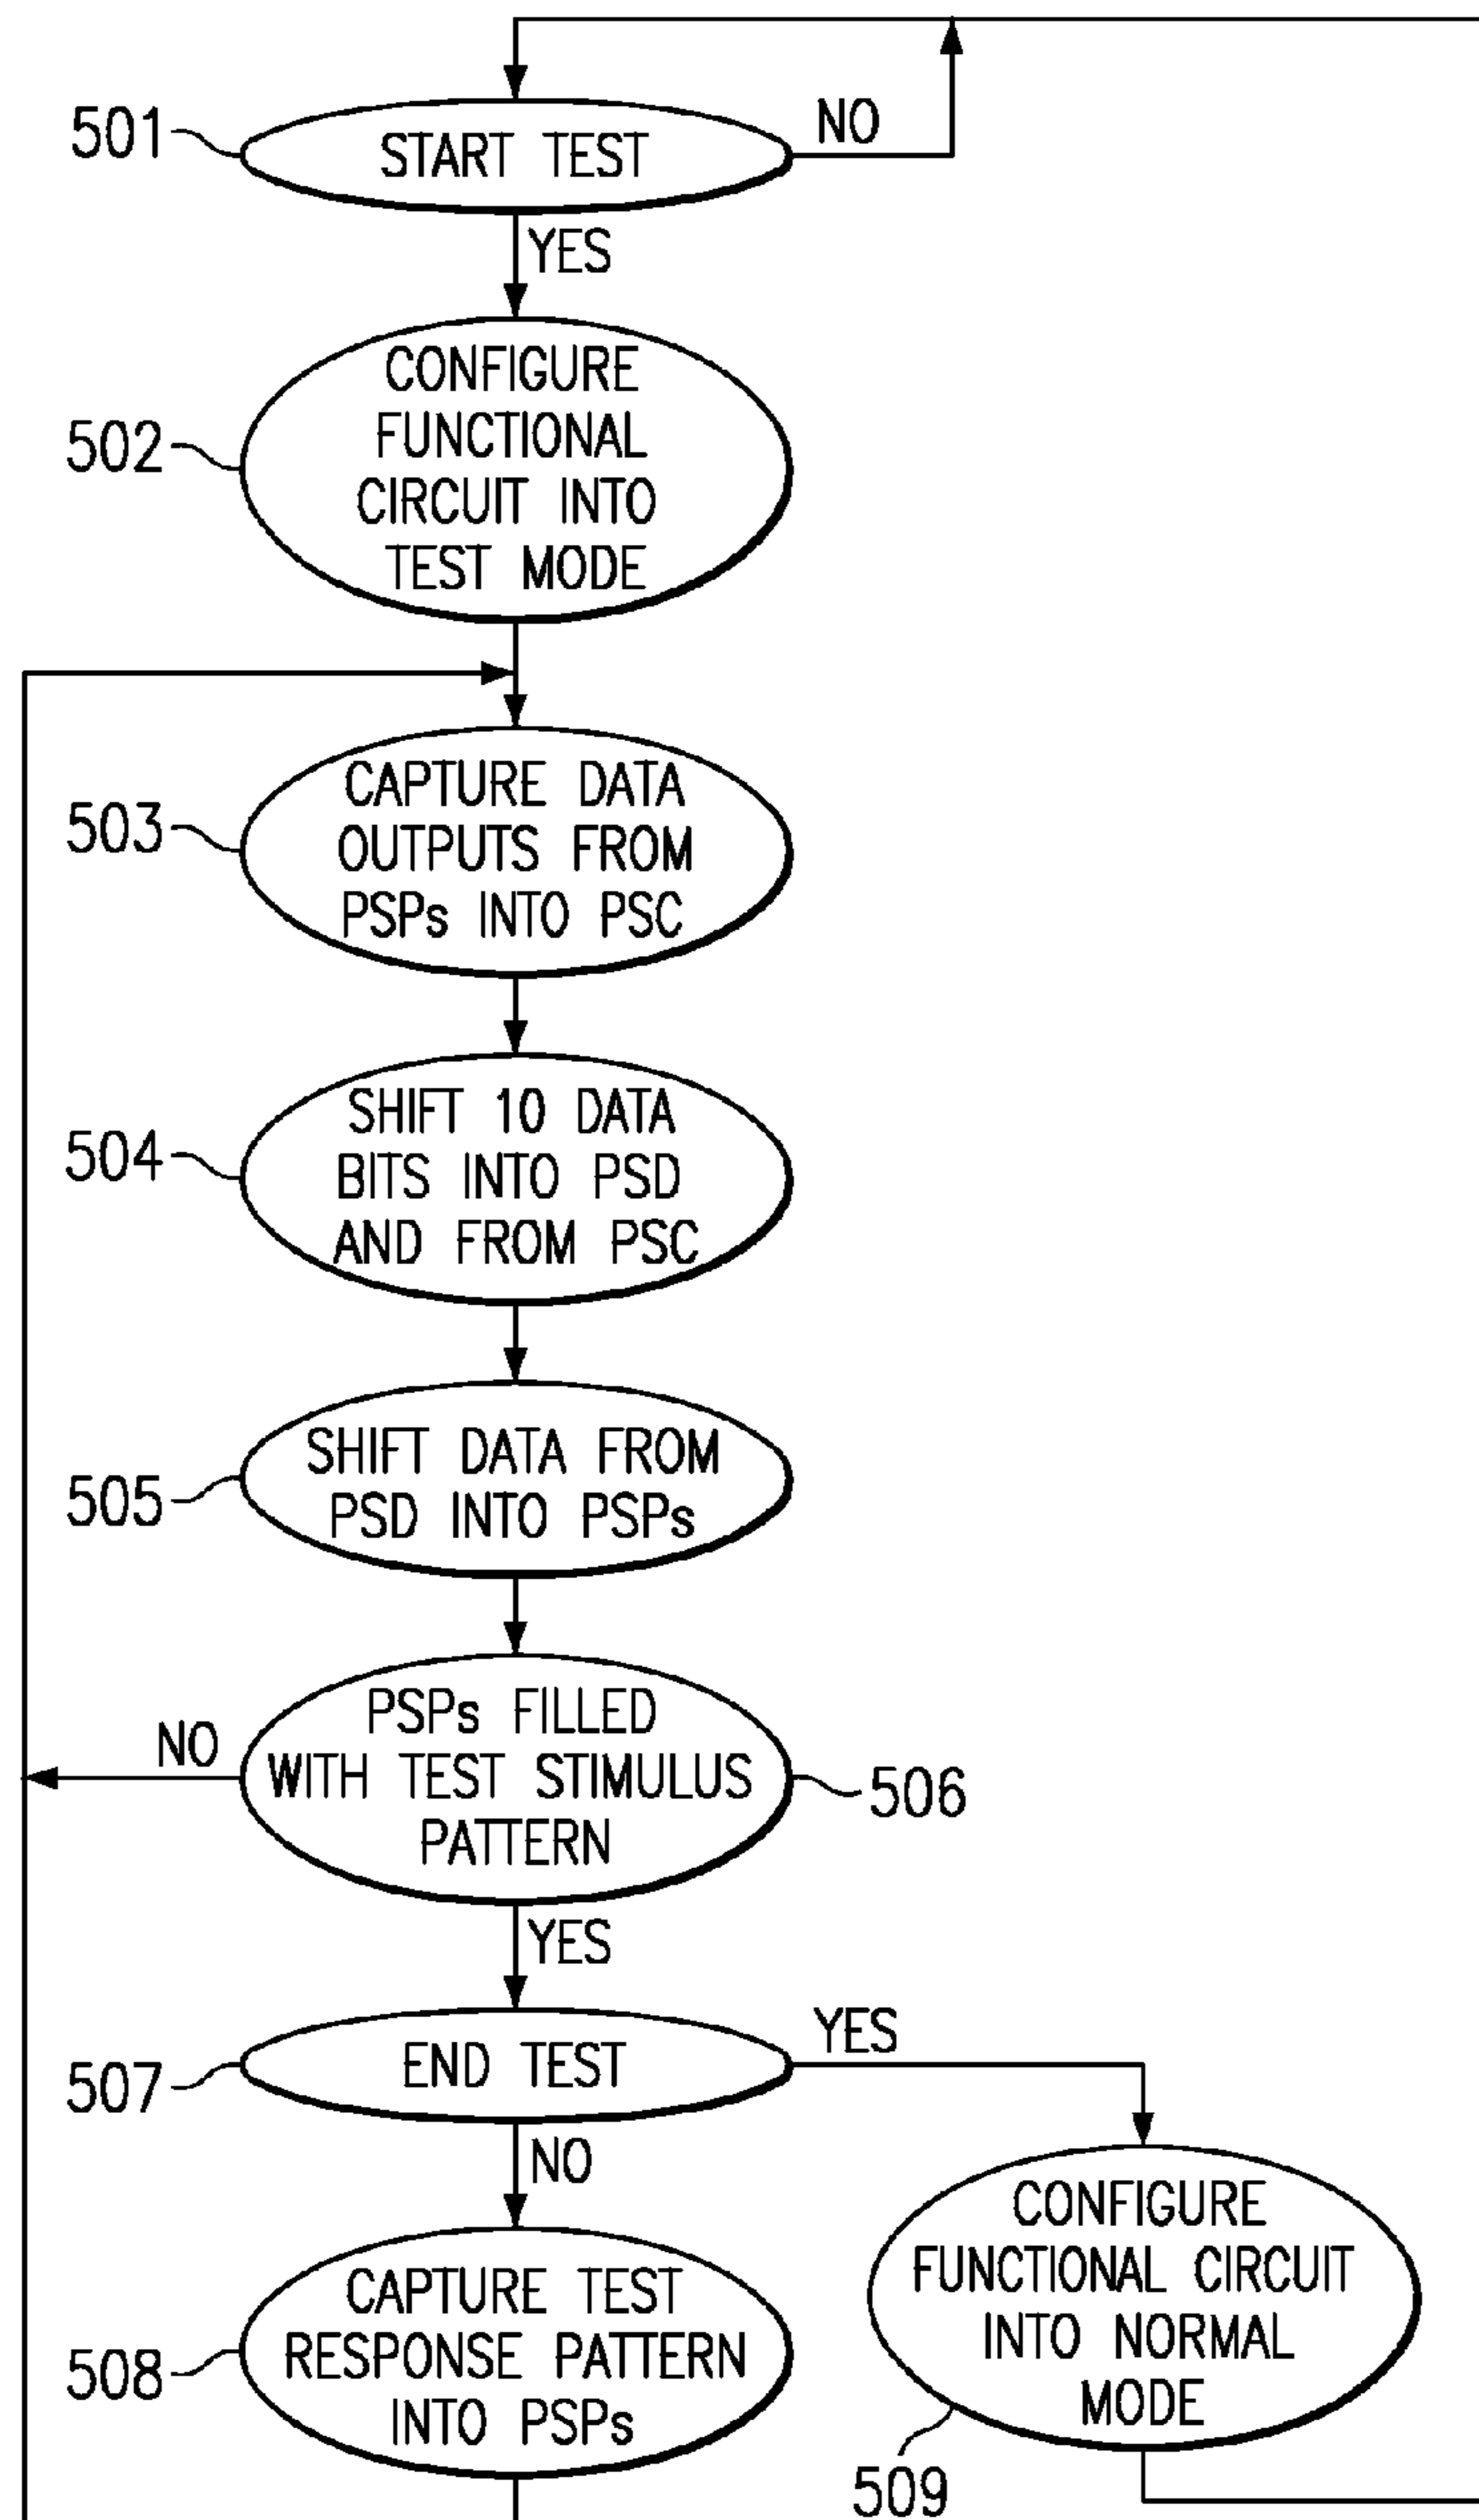 501
START TEST
NO
YES
502
CONFIGURE
FUNCTIONAL
CIRCUIT INTO
TEST MODE
503
CAPTURE DATA
OUTPUTS FROM
PSPs INTO PSC
504
SHIFT 10 DATA
BITS INTO PSD
AND FROM PSC
505
SHIFT DATA FROM
PSD INTO PSPs
NO
PSPs FILLED
WITH TEST STIMULUS
PATTERN
506
YES
507
END TEST
YES
NO
508
CAPTURE TEST
RESPONSE PATTERN
INTO PSPs
CONFIGURE
FUNCTIONAL CIRCUIT
INTO NORMAL
MODE
509